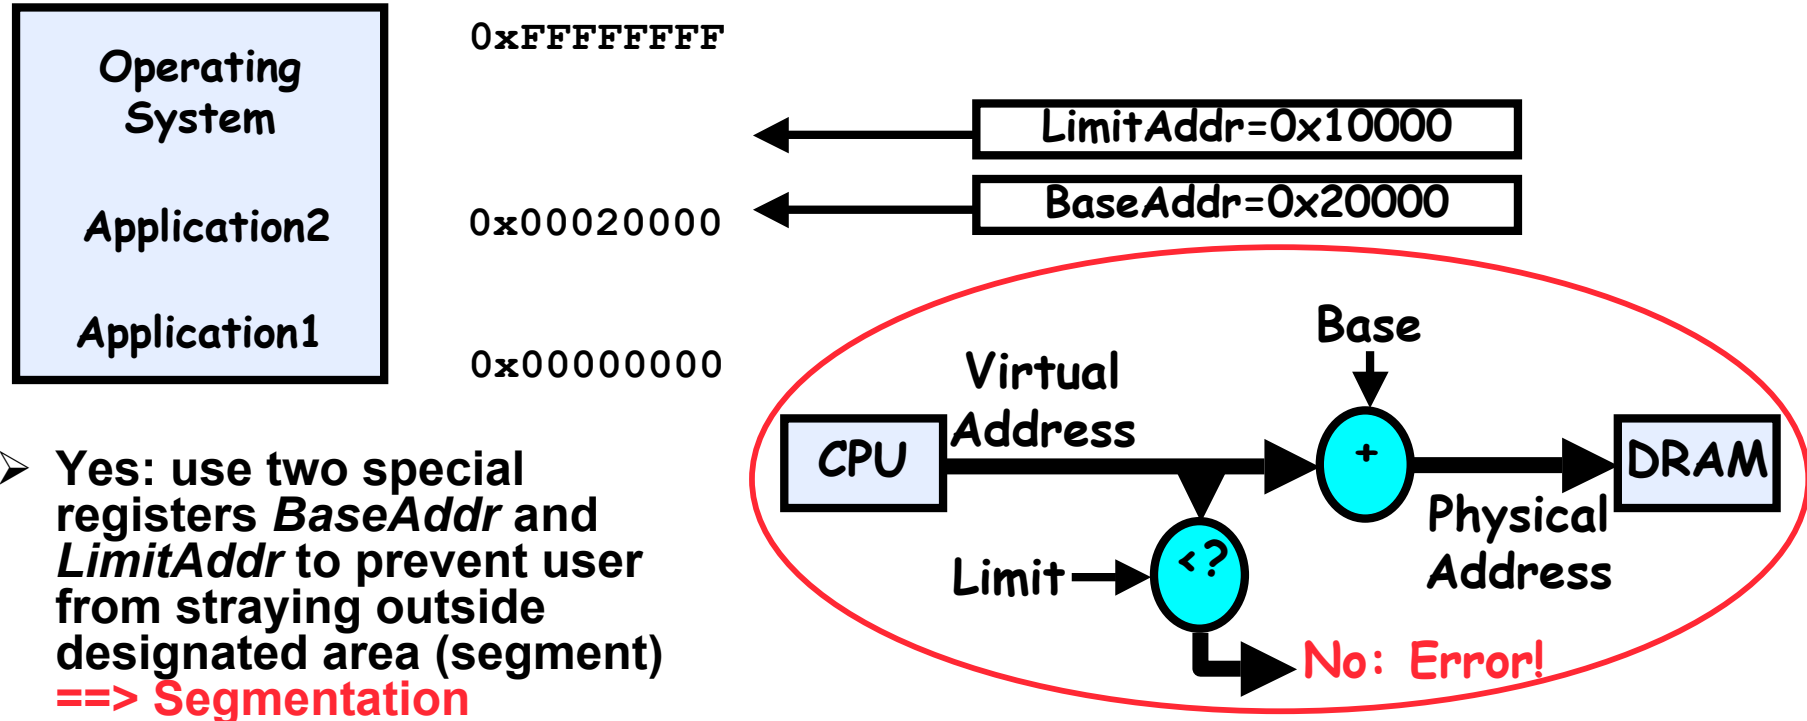 Operating
System
Application2
Application1
0xFFFFFFFF
0x00020000
0x00000000
LimitAddr=0x10000
BaseAddr=0x20000
➢ Yes: use two special
registers BaseAddr and
LimitAddr to prevent user
from straying outside
designated area (segment)
==> Segmentation
Base
Virtual
Address
CPU
+
DRAM
Physical
Address
Limit
<?
No: Error!